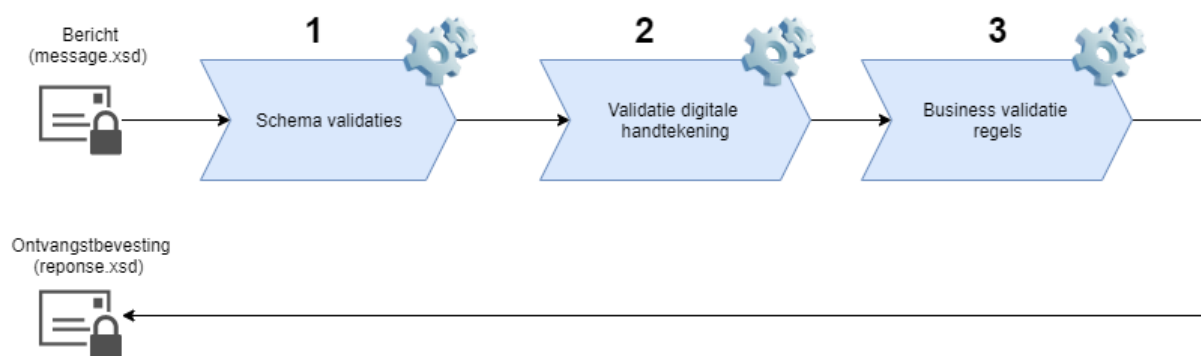 Bericht
(message.xsd)
1
Schema validaties
2
Validatie digitale
handtekening
3
Business validatie
regels
Ontvangstbevesting
(reponse.xsd)